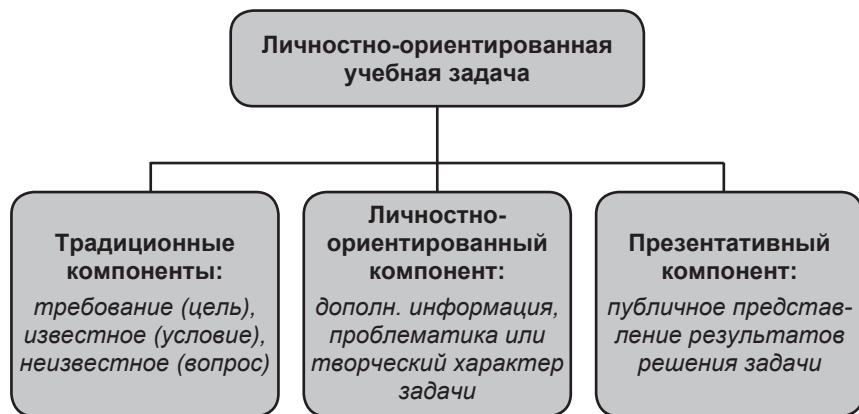 Личностно-ориентированная
учебная задача
Традиционные
компоненты:
требование (цель),
известное (условие),
неизвестное (вопрос)
Личностно-
ориентированный
компонент:
дополн. информация,
проблематика или
творческий характер
задачи
Презентативный
компонент:
публичное представ-
ление результатов
решения задачи